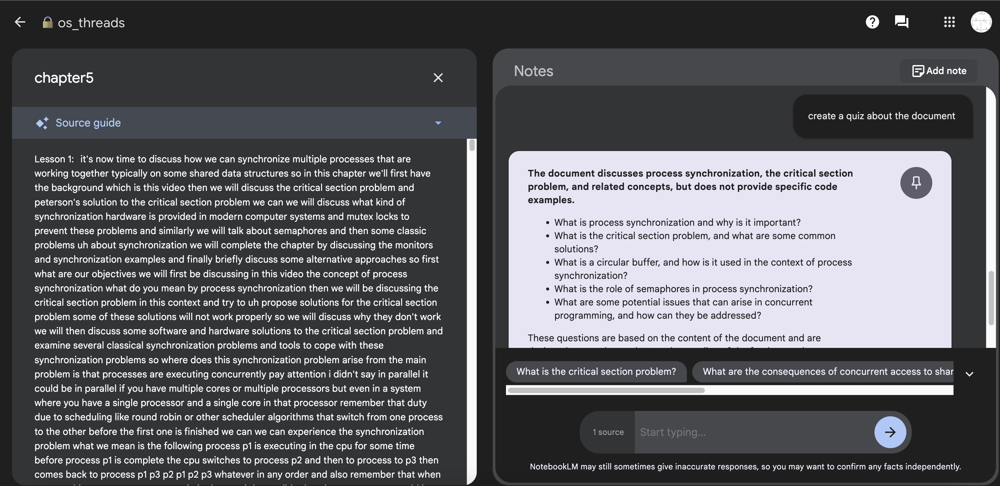 os_threads
chapter5
Source guide
Lesson 1:  it's now time to discuss how we can synchronize multiple processes that are
working together typically on some shared data structures so in this chapter we'll first have
the background which is this video then we will discuss the critical section problem and
peterson's solution to the critical section problem we can we will discuss what kind of
synchronization hardware is provided in modern computer systems and mutex locks to
prevent these problems and similarly we will talk about semaphores and then some classic
problems uh about synchronization we will complete the chapter by discussing the monitors
and synchronization examples and finally briefly discuss some alternative approaches so first
what are our objectives we will first be discussing in this video the concept of process
synchronization what do you mean by process synchronization then we will be discussing the
critical section problem in this context and try to uh propose solutions for the critical section
problem some of these solutions will not work properly so we will discuss why they don't work
we will then discuss some software and hardware solutions to the critical section problem and
examine several classical synchronization problems and tools to cope with these
synchronization problems so where does this synchronization problem arise from the main
problem is that processes are executing concurrently pay attention i didn't say in parallel it
could be in parallel if you have multiple cores or multiple processors but even in a system
where you have a single processor and a single core in that processor remember that duty
due to scheduling like round robin or other scheduler algorithms that switch from one process
to the other before the first one is finished we can we can experience the synchronization
problem what we mean is the following process p1 is executing in the cpu for some time
before process p1 is complete the cpu switches to process p2 and then to process to p3 then
comes back to process p1 p3 p2 p1 p2 p3 whatever in any order and also remember that when
Notes
Add note
create a quiz about the document
The document discusses process synchronization, the critical section
problem, and related concepts, but does not provide specific code
examples.
• What is process synchronization and why is it important?
• What is the critical section problem, and what are some common
solutions?
• What is a circular buffer, and how is it used in the context of process
synchronization?
• What is the role of semaphores in process synchronization?
• What are some potential issues that can arise in concurrent
programming, and how can they be addressed?
These questions are based on the content of the document and are
What is the critical section problem?
What are the consequences of concurrent access to shar
1 source
Start typing...
NotebookLM may still sometimes give inaccurate responses, so you may want to confirm any facts independently.